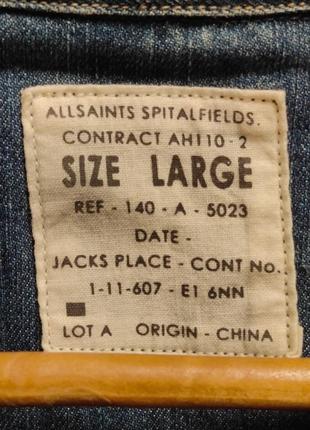 ALLSAINTS SPITALFIELDS.
CONTRACT AH110-2
SIZE LARGE
REF - 140 - A - 5023
DATE -
JACKS PLACE - CONT No.
1-11-607 - E1 6NN
LOT A ORIGIN - CHINA